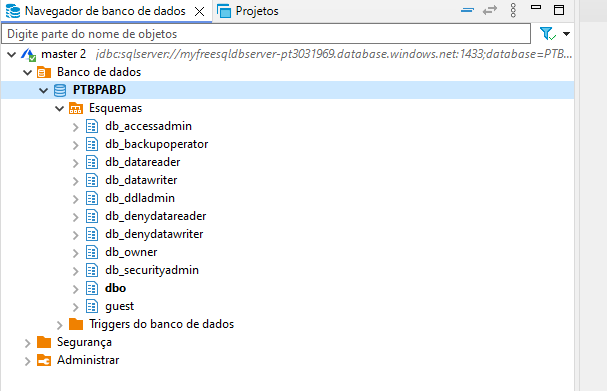 Navegador de banco de dados Projetos
Digite parte do nome de objetos
master 2 jdbc:sqlserver://myfreesqldbserver-pt3031969.database.windows.net:1433;database=PTB...
Banco de dados
PTBPABD
Esquemas
db_accessadmin
db_backupoperator
db_datareader
db_datawriter
db_ddladmin
db_denydatareader
db_denydatawriter
db_owner
db_securityadmin
dbo
guest
Triggers do banco de dados
Segurança
Administrar